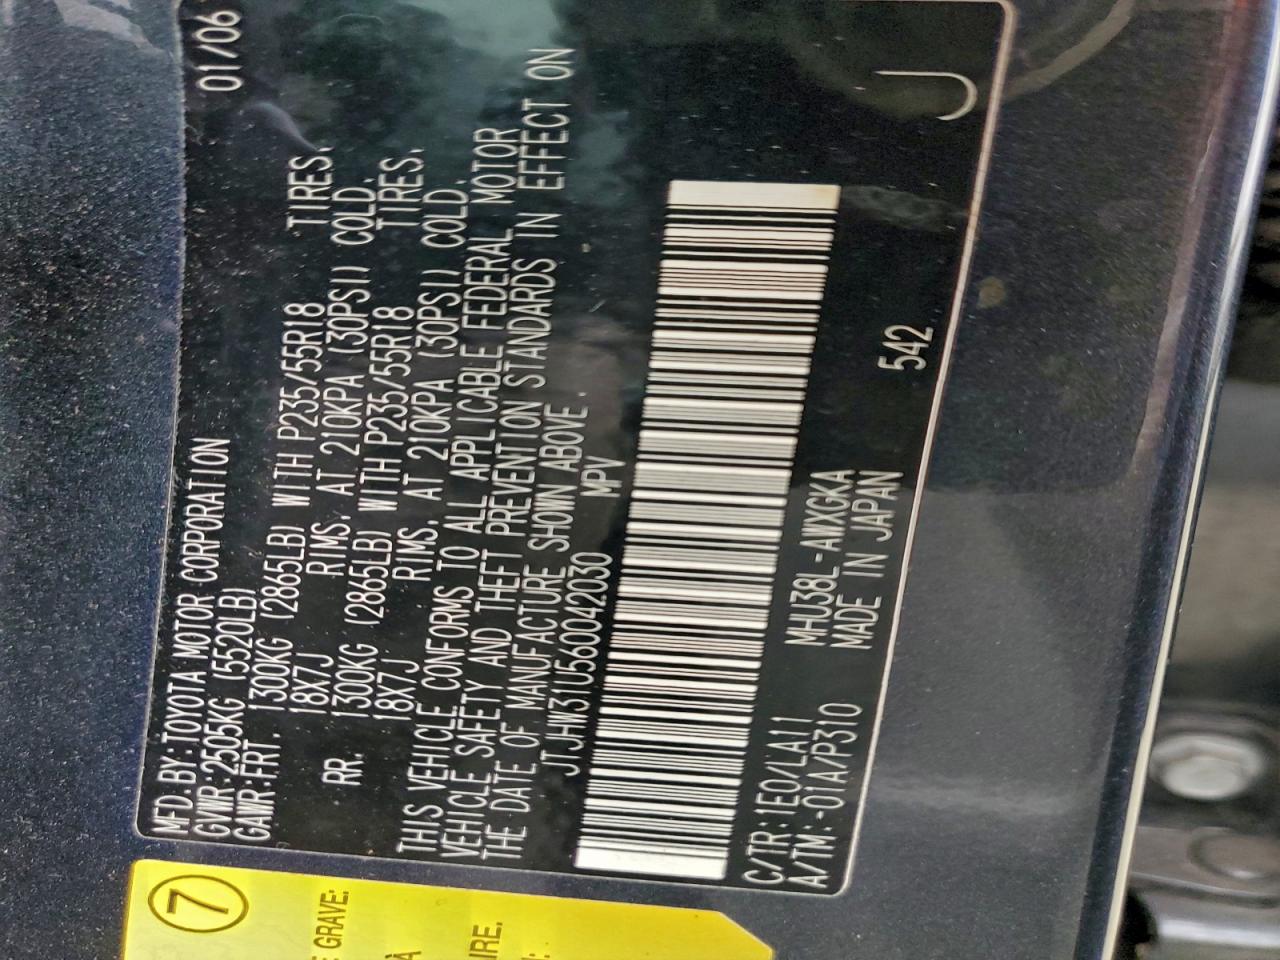 MFD.BY:TOYOTA MOTOR CORPORATION 01/06
GVWR:2505KG (5520LB)
GAWR:FRT. 1300KG (2865LB) WITH P235/55R18 TIRES.
18X7J RIMS, AT 210KPA (30PSI) COLD.
RR. 1300KG (2865LB) WITH P235/55R18 TIRES.
18X7J RIMS, AT 210KPA (30PSI) COLD.
THIS VEHICLE CONFORMS TO ALL APPLICABLE FEDERAL MOTOR
VEHICLE SAFETY AND THEFT PREVENTION STANDARDS IN EFFECT ON
THE DATE OF MANUFACTURE SHOWN ABOVE.
JTJHW31U560042030 MPV
C/TR:1E0/LA11 MHU38L-AWXGKA
A/TM:-01A/P310 MADE IN JAPAN 542 J
7
GRAVE:
À
IRE.